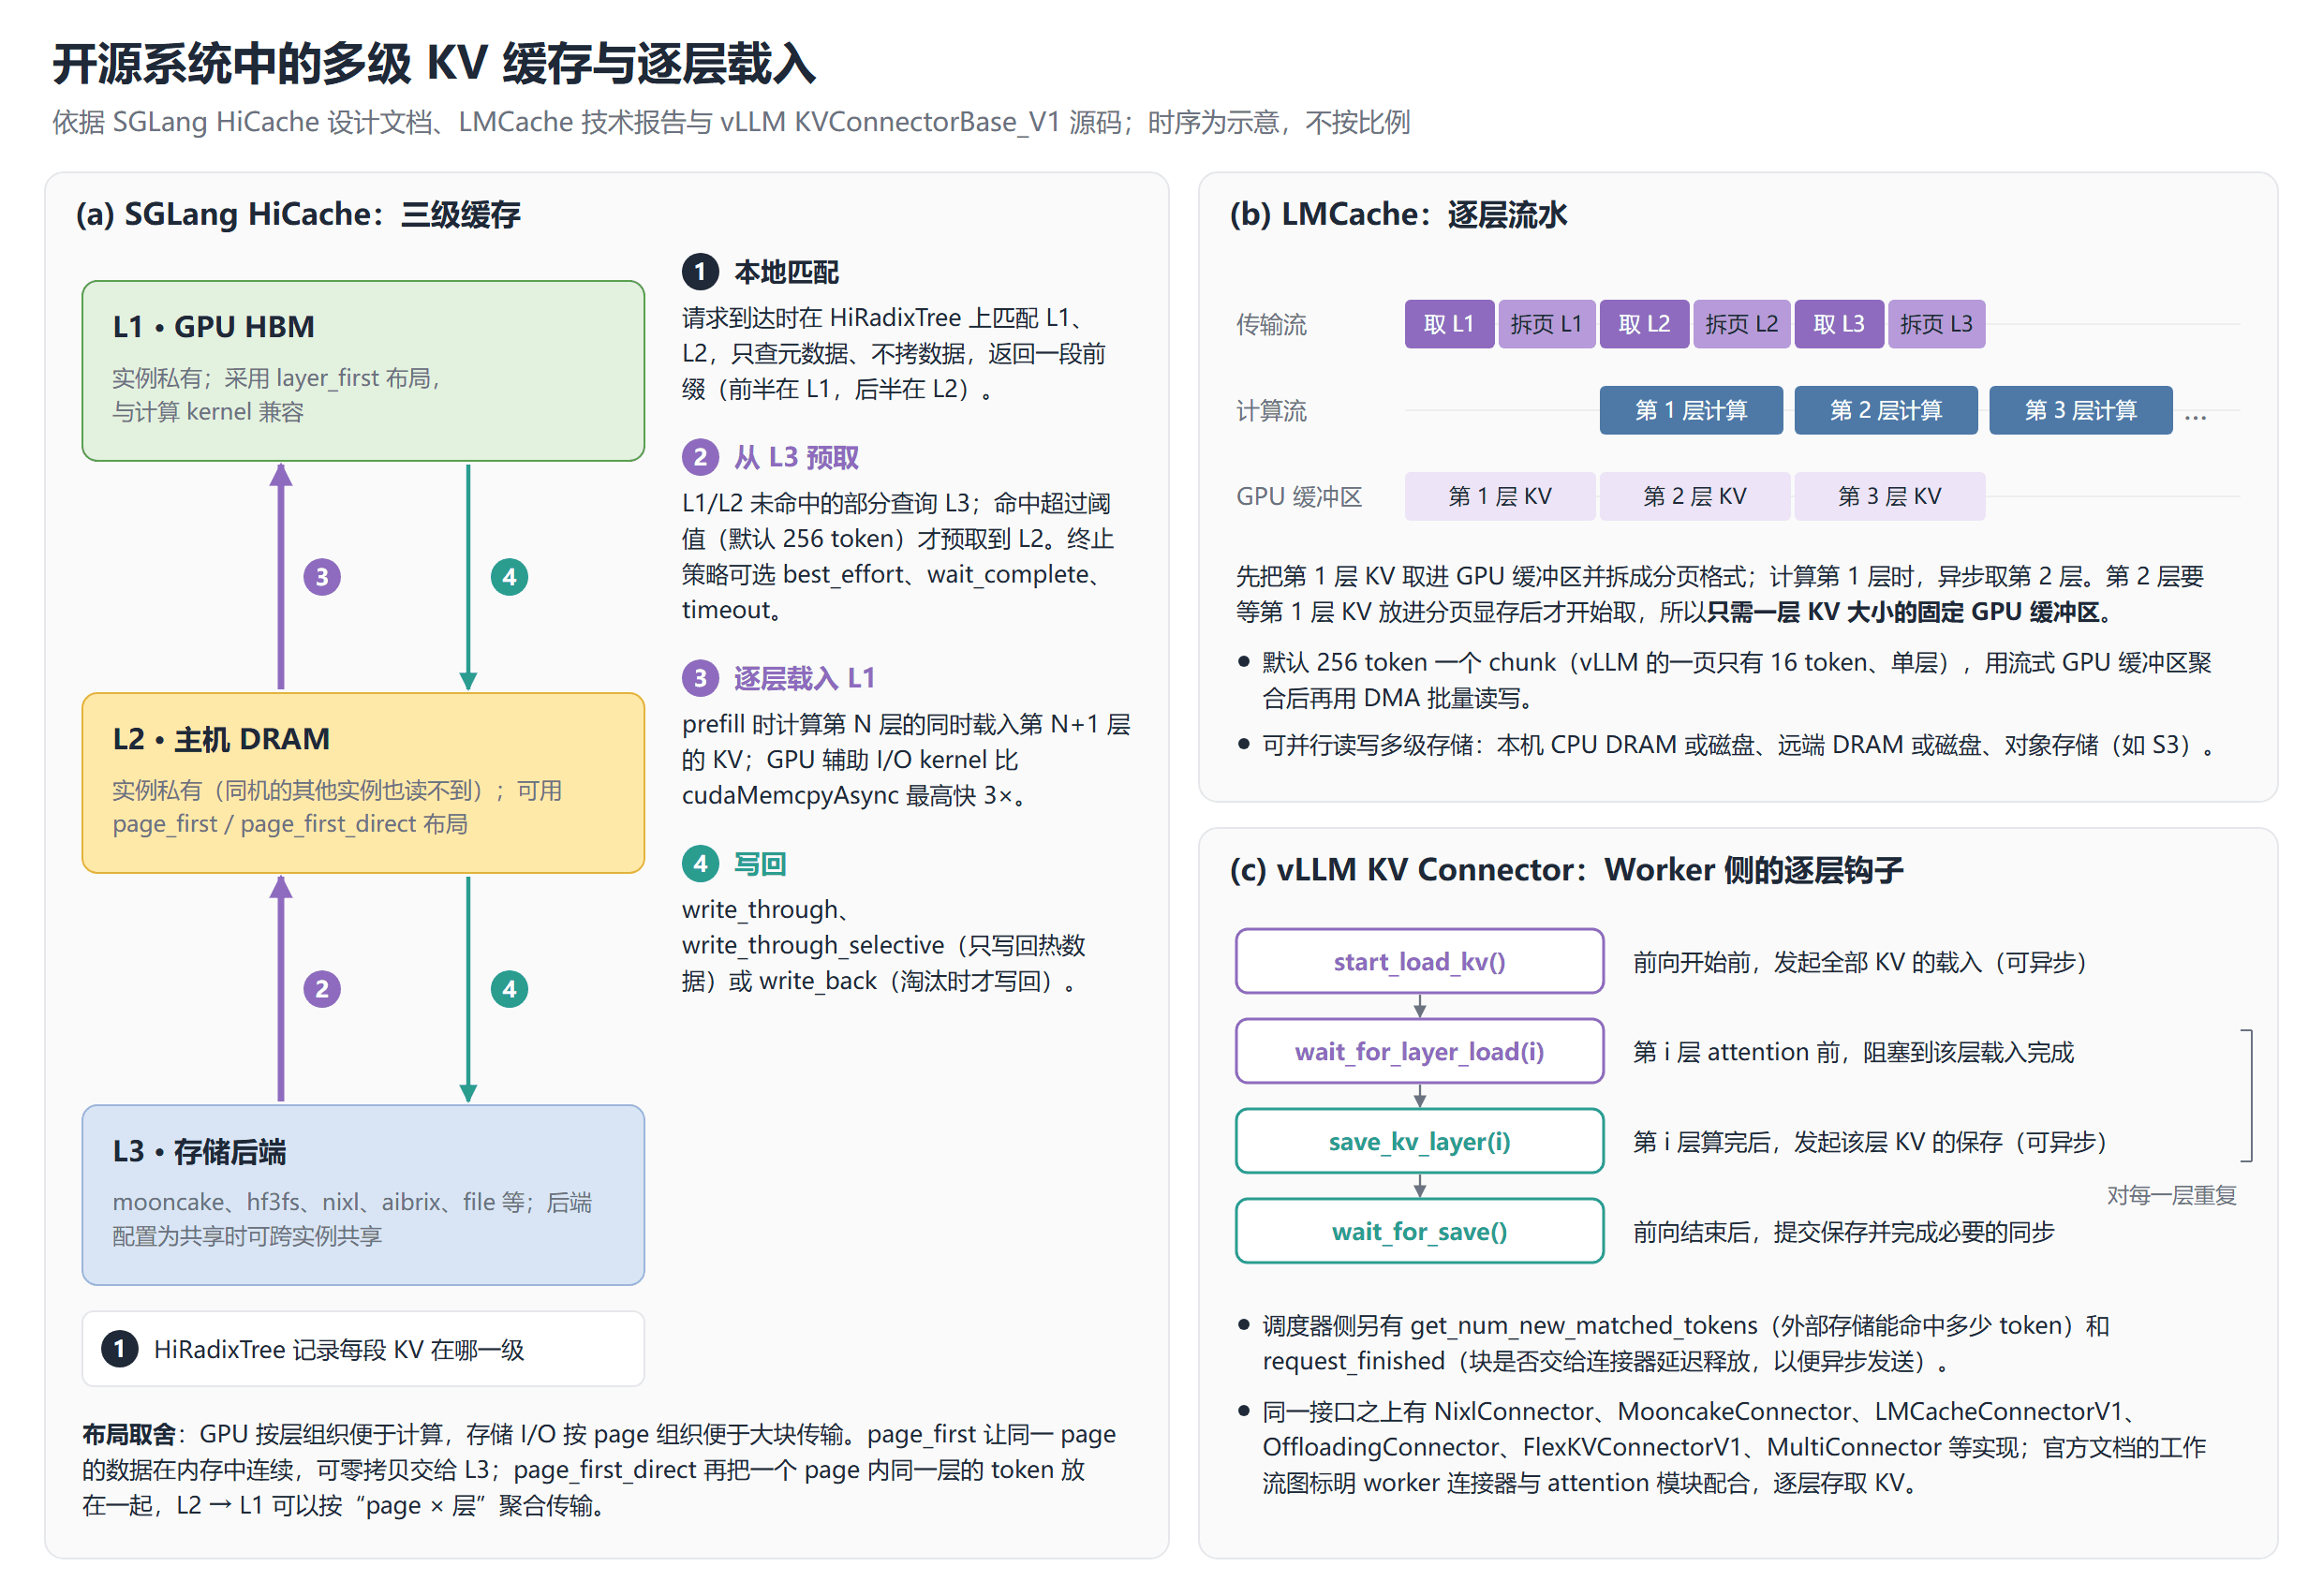 开源系统中的多级 KV 缓存与逐层载入
依据 SGLang HiCache 设计文档、LMCache 技术报告与 vLLM KVConnectorBase_V1 源码；时序为示意，不按比例
(a) SGLang HiCache：三级缓存
L1 • GPU HBM
实例私有；采用 layer_first 布局，
与计算 kernel 兼容
3
4
L2 • 主机 DRAM
实例私有（同机的其他实例也读不到）；可用
page_first / page_first_direct 布局
2
4
L3 • 存储后端
mooncake、hf3fs、nixl、aibrix、file 等；后端
配置为共享时可跨实例共享
1 HiRadixTree 记录每段 KV 在哪一级
1 本地匹配
请求到达时在 HiRadixTree 上匹配 L1、
L2，只查元数据、不拷数据，返回一段前
缀（前半在 L1，后半在 L2）。
2 从 L3 预取
L1/L2 未命中的部分查询 L3；命中超过阈
值（默认 256 token）才预取到 L2。终止
策略可选 best_effort、wait_complete、
timeout。
3 逐层载入 L1
prefill 时计算第 N 层的同时载入第 N+1 层
的 KV；GPU 辅助 I/O kernel 比
cudaMemcpyAsync 最高快 3×。
4 写回
write_through、
write_through_selective（只写回热数
据）或 write_back（淘汰时才写回）。
布局取舍：GPU 按层组织便于计算，存储 I/O 按 page 组织便于大块传输。page_first 让同一 page
的数据在内存中连续，可零拷贝交给 L3；page_first_direct 再把一个 page 内同一层的 token 放
在一起，L2 → L1 可以按“page × 层”聚合传输。
(b) LMCache：逐层流水
传输流 取 L1 拆页 L1 取 L2 拆页 L2 取 L3 拆页 L3
计算流 第 1 层计算 第 2 层计算 第 3 层计算 …
GPU 缓冲区 第 1 层 KV 第 2 层 KV 第 3 层 KV
先把第 1 层 KV 取进 GPU 缓冲区并拆成分页格式；计算第 1 层时，异步取第 2 层。第 2 层要
等第 1 层 KV 放进分页显存后才开始取，所以只需一层 KV 大小的固定 GPU 缓冲区。
● 默认 256 token 一个 chunk（vLLM 的一页只有 16 token、单层），用流式 GPU 缓冲区聚
合后再用 DMA 批量读写。
● 可并行读写多级存储：本机 CPU DRAM 或磁盘、远端 DRAM 或磁盘、对象存储（如 S3）。
(c) vLLM KV Connector：Worker 侧的逐层钩子
start_load_kv() 前向开始前，发起全部 KV 的载入（可异步）
wait_for_layer_load(i) 第 i 层 attention 前，阻塞到该层载入完成
save_kv_layer(i) 第 i 层算完后，发起该层 KV 的保存（可异步）
对每一层重复
wait_for_save() 前向结束后，提交保存并完成必要的同步
● 调度器侧另有 get_num_new_matched_tokens（外部存储能命中多少 token）和
request_finished（块是否交给连接器延迟释放，以便异步发送）。
● 同一接口之上有 NixlConnector、MooncakeConnector、LMCacheConnectorV1、
OffloadingConnector、FlexKVConnectorV1、MultiConnector 等实现；官方文档的工作
流图标明 worker 连接器与 attention 模块配合，逐层存取 KV。